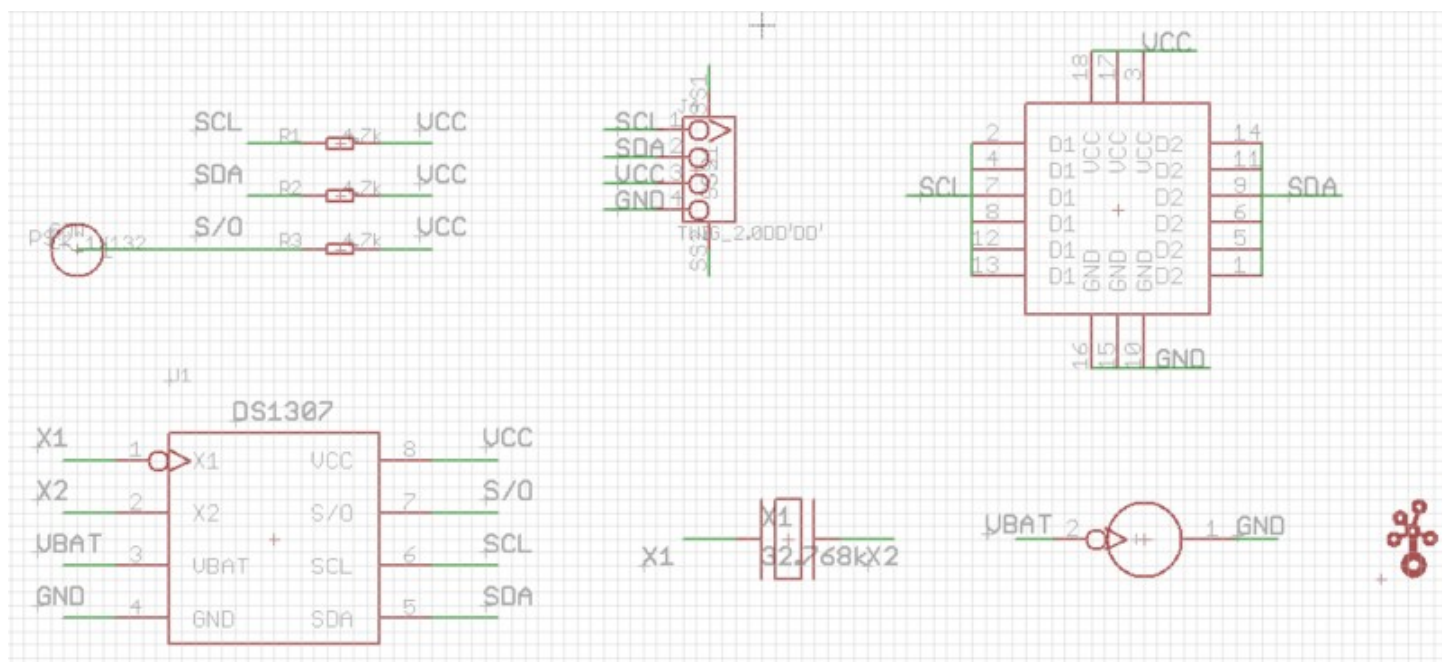 VCC
18 17 3
SS1
SCL R1 4.7k VCC
SCL 1
SDA 2
VCC 3
GND 4
SDA R2 4.7k VCC
S/O R3 4.7k VCC
TWIG_2.0DD'DD'
2 D1 VCC VCC VCC D2 14
4 D1 D2 11
SCL 7 D1 D2 9 SDA
8 D1 D2 6
12 D1 D2 5
13 D1 GND GND GND D2 1
16 15 10 GND
U1
DS1307
X1 1 X1 VCC 8 VCC
X2 2 X2 S/O 7 S/O
VBAT 3 VBAT SCL 6 SCL
GND 4 GND SDA 5 SDA
X1
X1 32.768k X2
VBAT 2 1 GND